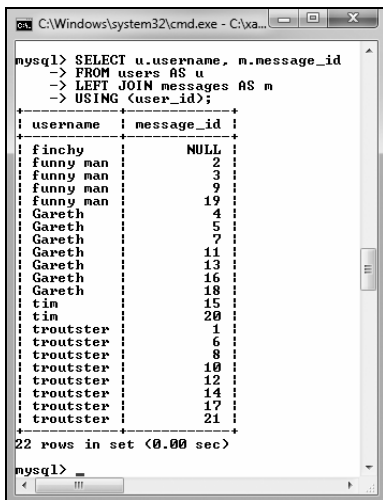 C:\Windows\system32\cmd.exe - C:\xa...
mysql> SELECT u.username, m.message_id
    -> FROM users AS u
    -> LEFT JOIN messages AS m
    -> USING (user_id);
+-----------+------------+
| username  | message_id |
+-----------+------------+
| finchy    |       NULL |
| funny man |          2 |
| funny man |          3 |
| funny man |          9 |
| funny man |         19 |
| Gareth    |          4 |
| Gareth    |          5 |
| Gareth    |          7 |
| Gareth    |         11 |
| Gareth    |         13 |
| Gareth    |         16 |
| Gareth    |         18 |
| tim       |         15 |
| tim       |         20 |
| troutster |          1 |
| troutster |          6 |
| troutster |          8 |
| troutster |         10 |
| troutster |         12 |
| troutster |         14 |
| troutster |         17 |
| troutster |         21 |
+-----------+------------+
22 rows in set (0.00 sec)
mysql> _